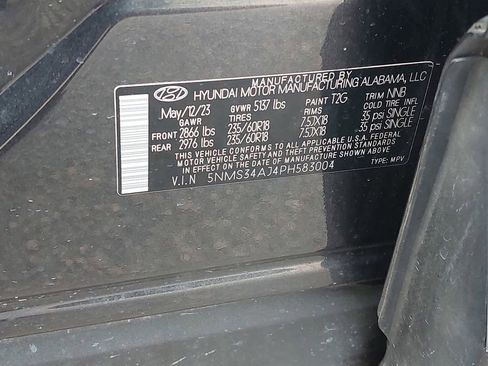 MANUFACTURED BY
HYUNDAI MOTOR MANUFACTURING ALABAMA, LLC
May/12/23 GVWR 5137 lbs PAINT T2G TRIM NNB
GAWR TIRES RIMS COLD TIRE INFL
FRONT 2866 lbs 235/60R18 7.5JX18 35 psi SINGLE
REAR 2976 lbs 235/60R18 7.5JX18 35 psi SINGLE
THIS VEHICLE CONFORMS TO ALL APPLICABLE U.S.A. FEDERAL
MOTOR VEHICLE SAFETY, BUMPER, AND THEFT PREVENTION STANDARDS
IN EFFECT ON THE DATE OF MANUFACTURE SHOWN ABOVE.
V.I.N 5NMS34AJ4PH583004 TYPE: MPV